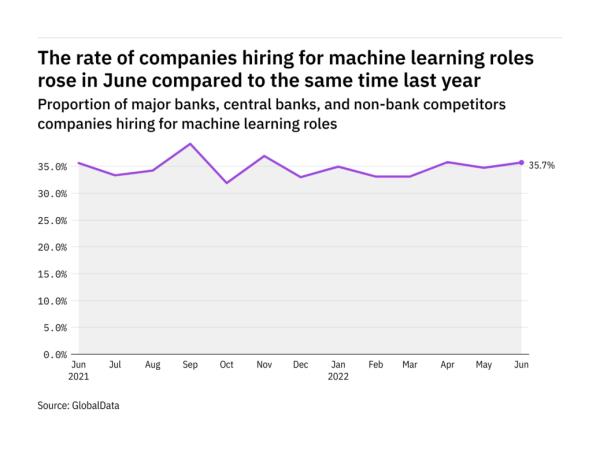 The rate of companies hiring for machine learning roles
rose in June compared to the same time last year
Proportion of major banks, central banks, and non-bank competitors
companies hiring for machine learning roles
35.0%
35.7%
30.0%
25.0%
20.0%
15.0%
10.0%
5.0%
0.0%
Jun Jul Aug Sep Oct Nov Dec Jan Feb Mar Apr May Jun
2021 2022
Source: GlobalData